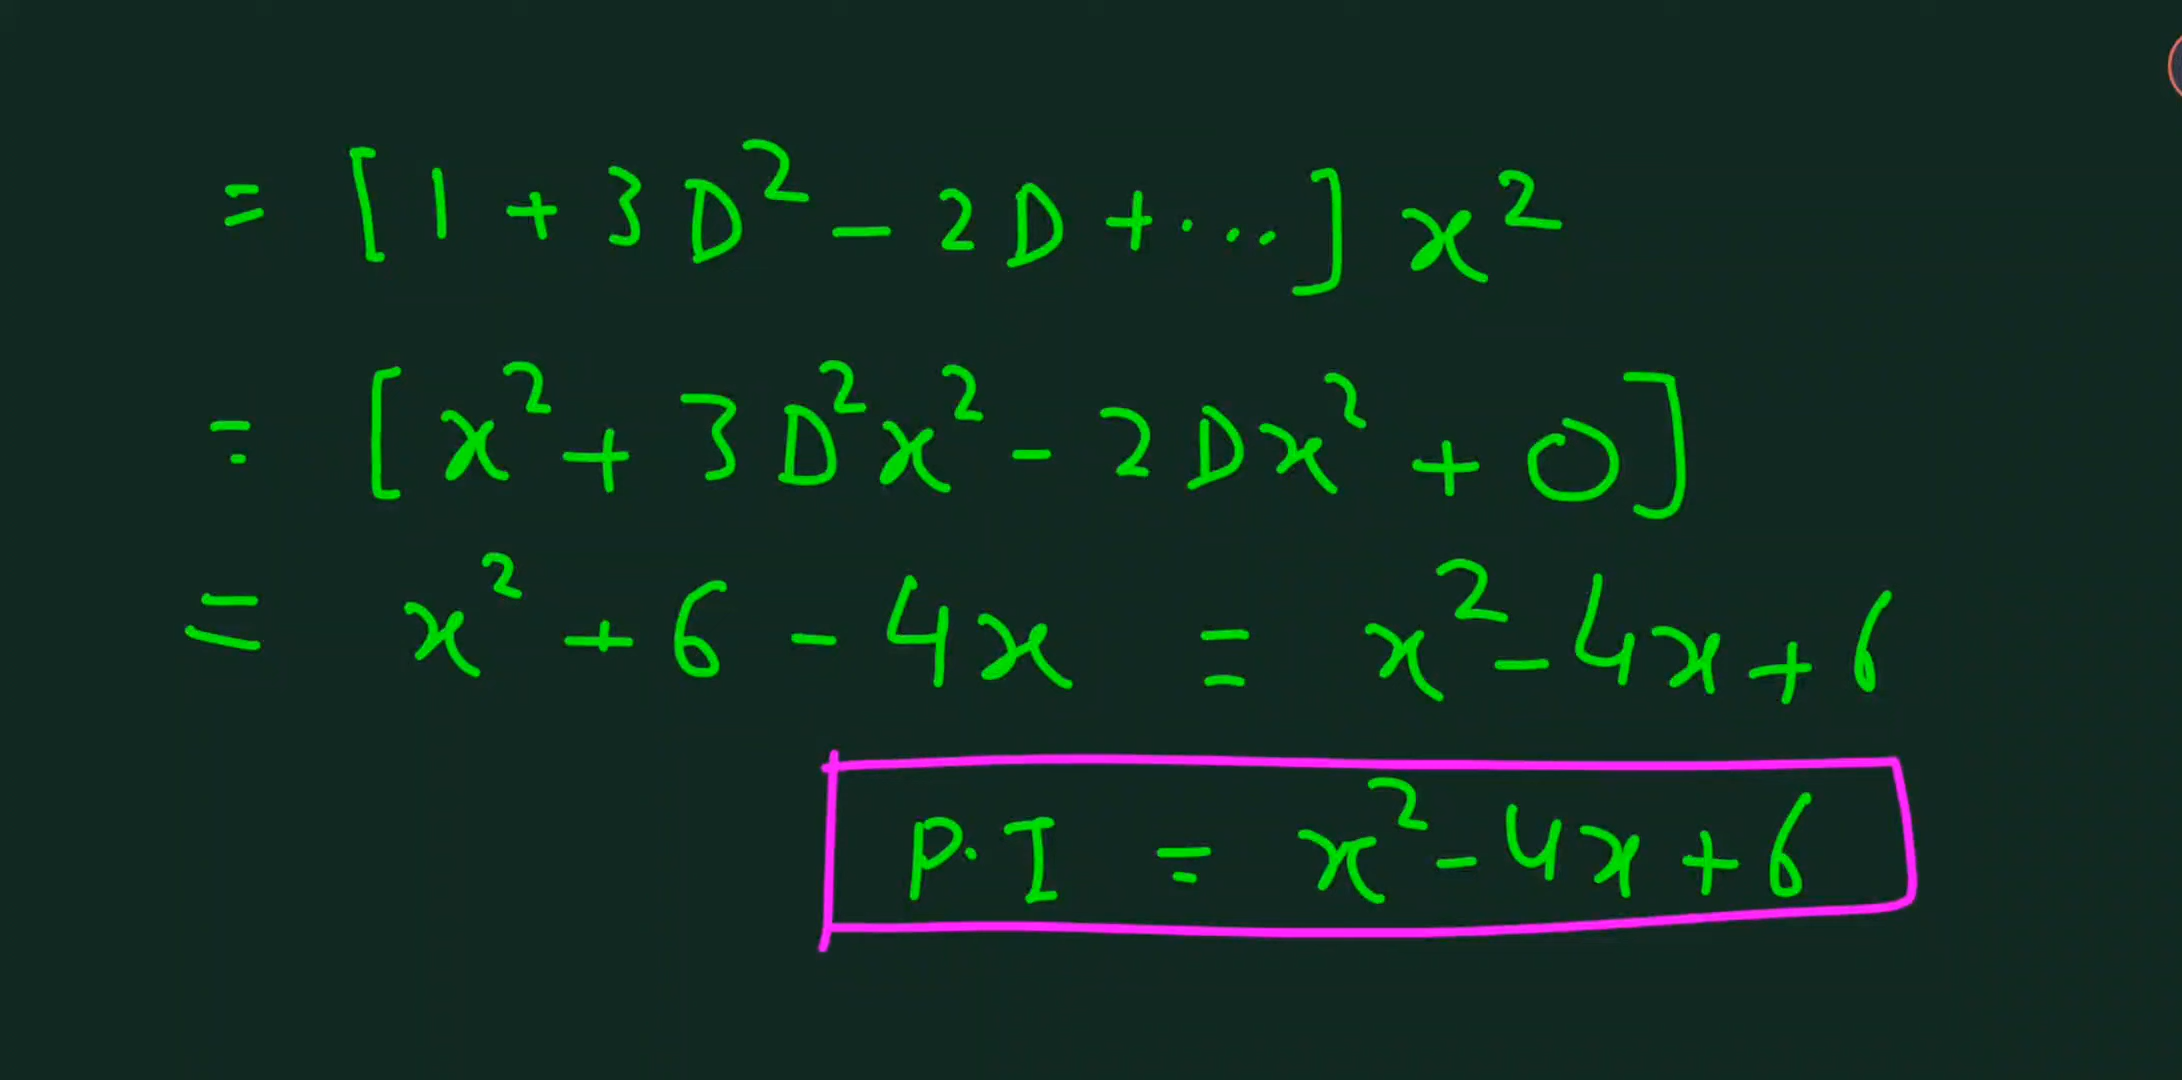 = [1 + 3D² - 2D + ...] x²
= [x² + 3D²x² - 2Dx² + 0]
= x² + 6 - 4x = x² - 4x + 6
P.I = x² - 4x + 6